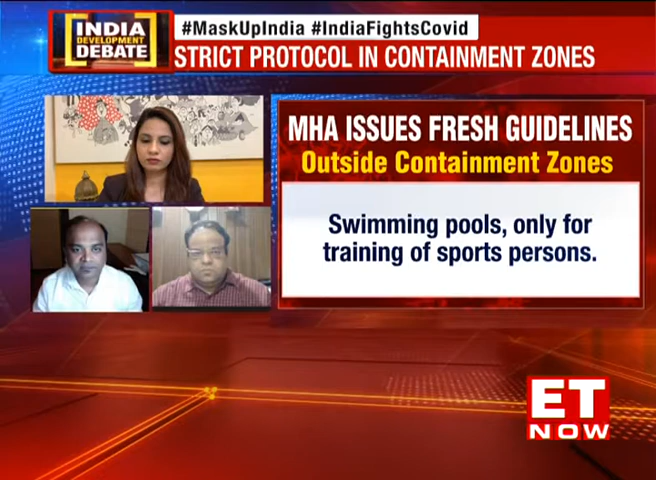 INDIA
DEVELOPMENT
DEBATE
#MaskUpIndia #IndiaFightsCovid
STRICT PROTOCOL IN CONTAINMENT ZONES
MHA ISSUES FRESH GUIDELINES
Outside Containment Zones
Swimming pools, only for
training of sports persons.
ET
NOW